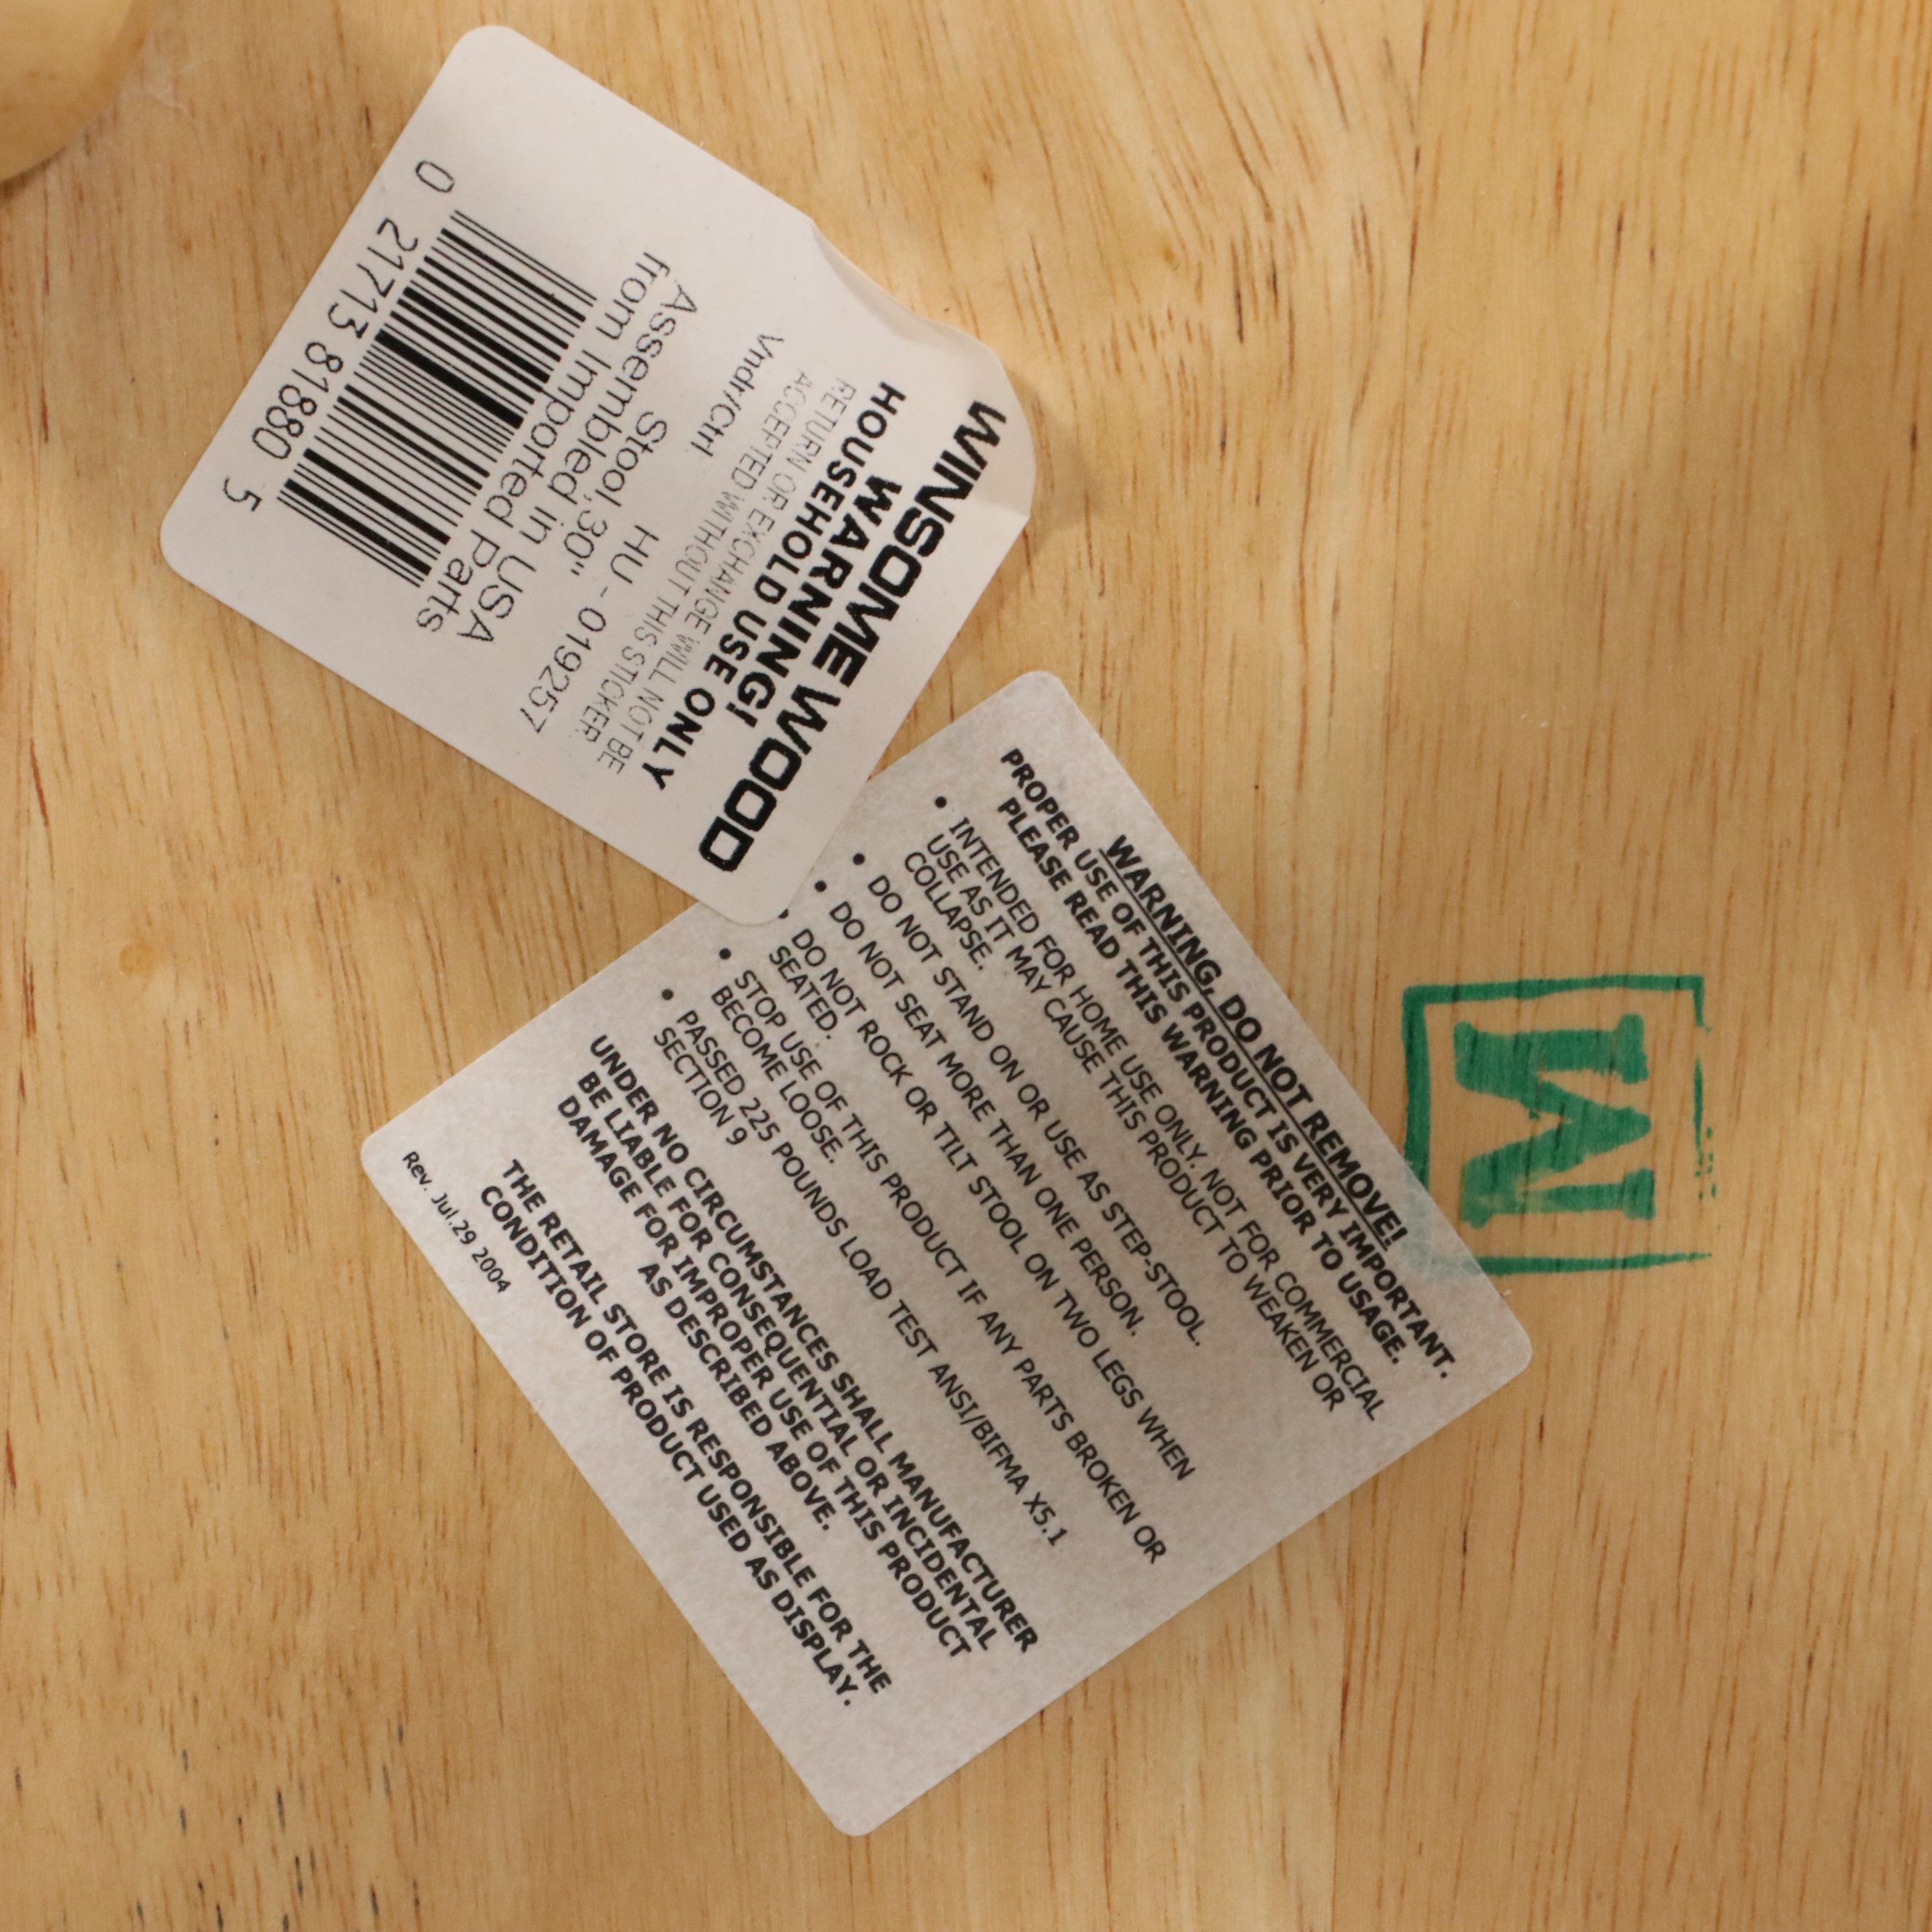 WINSOME WOOD
WARNING!
HOUSEHOLD USE ONLY
RETURN OR EXCHANGE WILL NOT BE
ACCEPTED WITHOUT THIS STICKER.
Vndr/Ctrl HU - 019257
Stool,30"
Assembled in USA
from Imported Parts
0 21713 81880 5
WARNING, DO NOT REMOVE!
PROPER USE OF THIS PRODUCT IS VERY IMPORTANT.
PLEASE READ THIS WARNING PRIOR TO USAGE.
• INTENDED FOR HOME USE ONLY. NOT FOR COMMERCIAL
USE AS IT MAY CAUSE THIS PRODUCT TO WEAKEN OR
COLLAPSE.
• DO NOT STAND ON OR USE AS STEP-STOOL.
• DO NOT SEAT MORE THAN ONE PERSON.
• DO NOT ROCK OR TILT STOOL ON TWO LEGS WHEN
SEATED.
• STOP USE OF THIS PRODUCT IF ANY PARTS BROKEN OR
BECOME LOOSE.
• PASSED 225 POUNDS LOAD TEST ANSI/BIFMA X5.1
SECTION 9
UNDER NO CIRCUMSTANCES SHALL MANUFACTURER
BE LIABLE FOR CONSEQUENTIAL OR INCIDENTAL
DAMAGE FOR IMPROPER USE OF THIS PRODUCT
AS DESCRIBED ABOVE.
THE RETAIL STORE IS RESPONSIBLE FOR THE
CONDITION OF PRODUCT USED AS DISPLAY.
Rev. Jul.29 2004
M